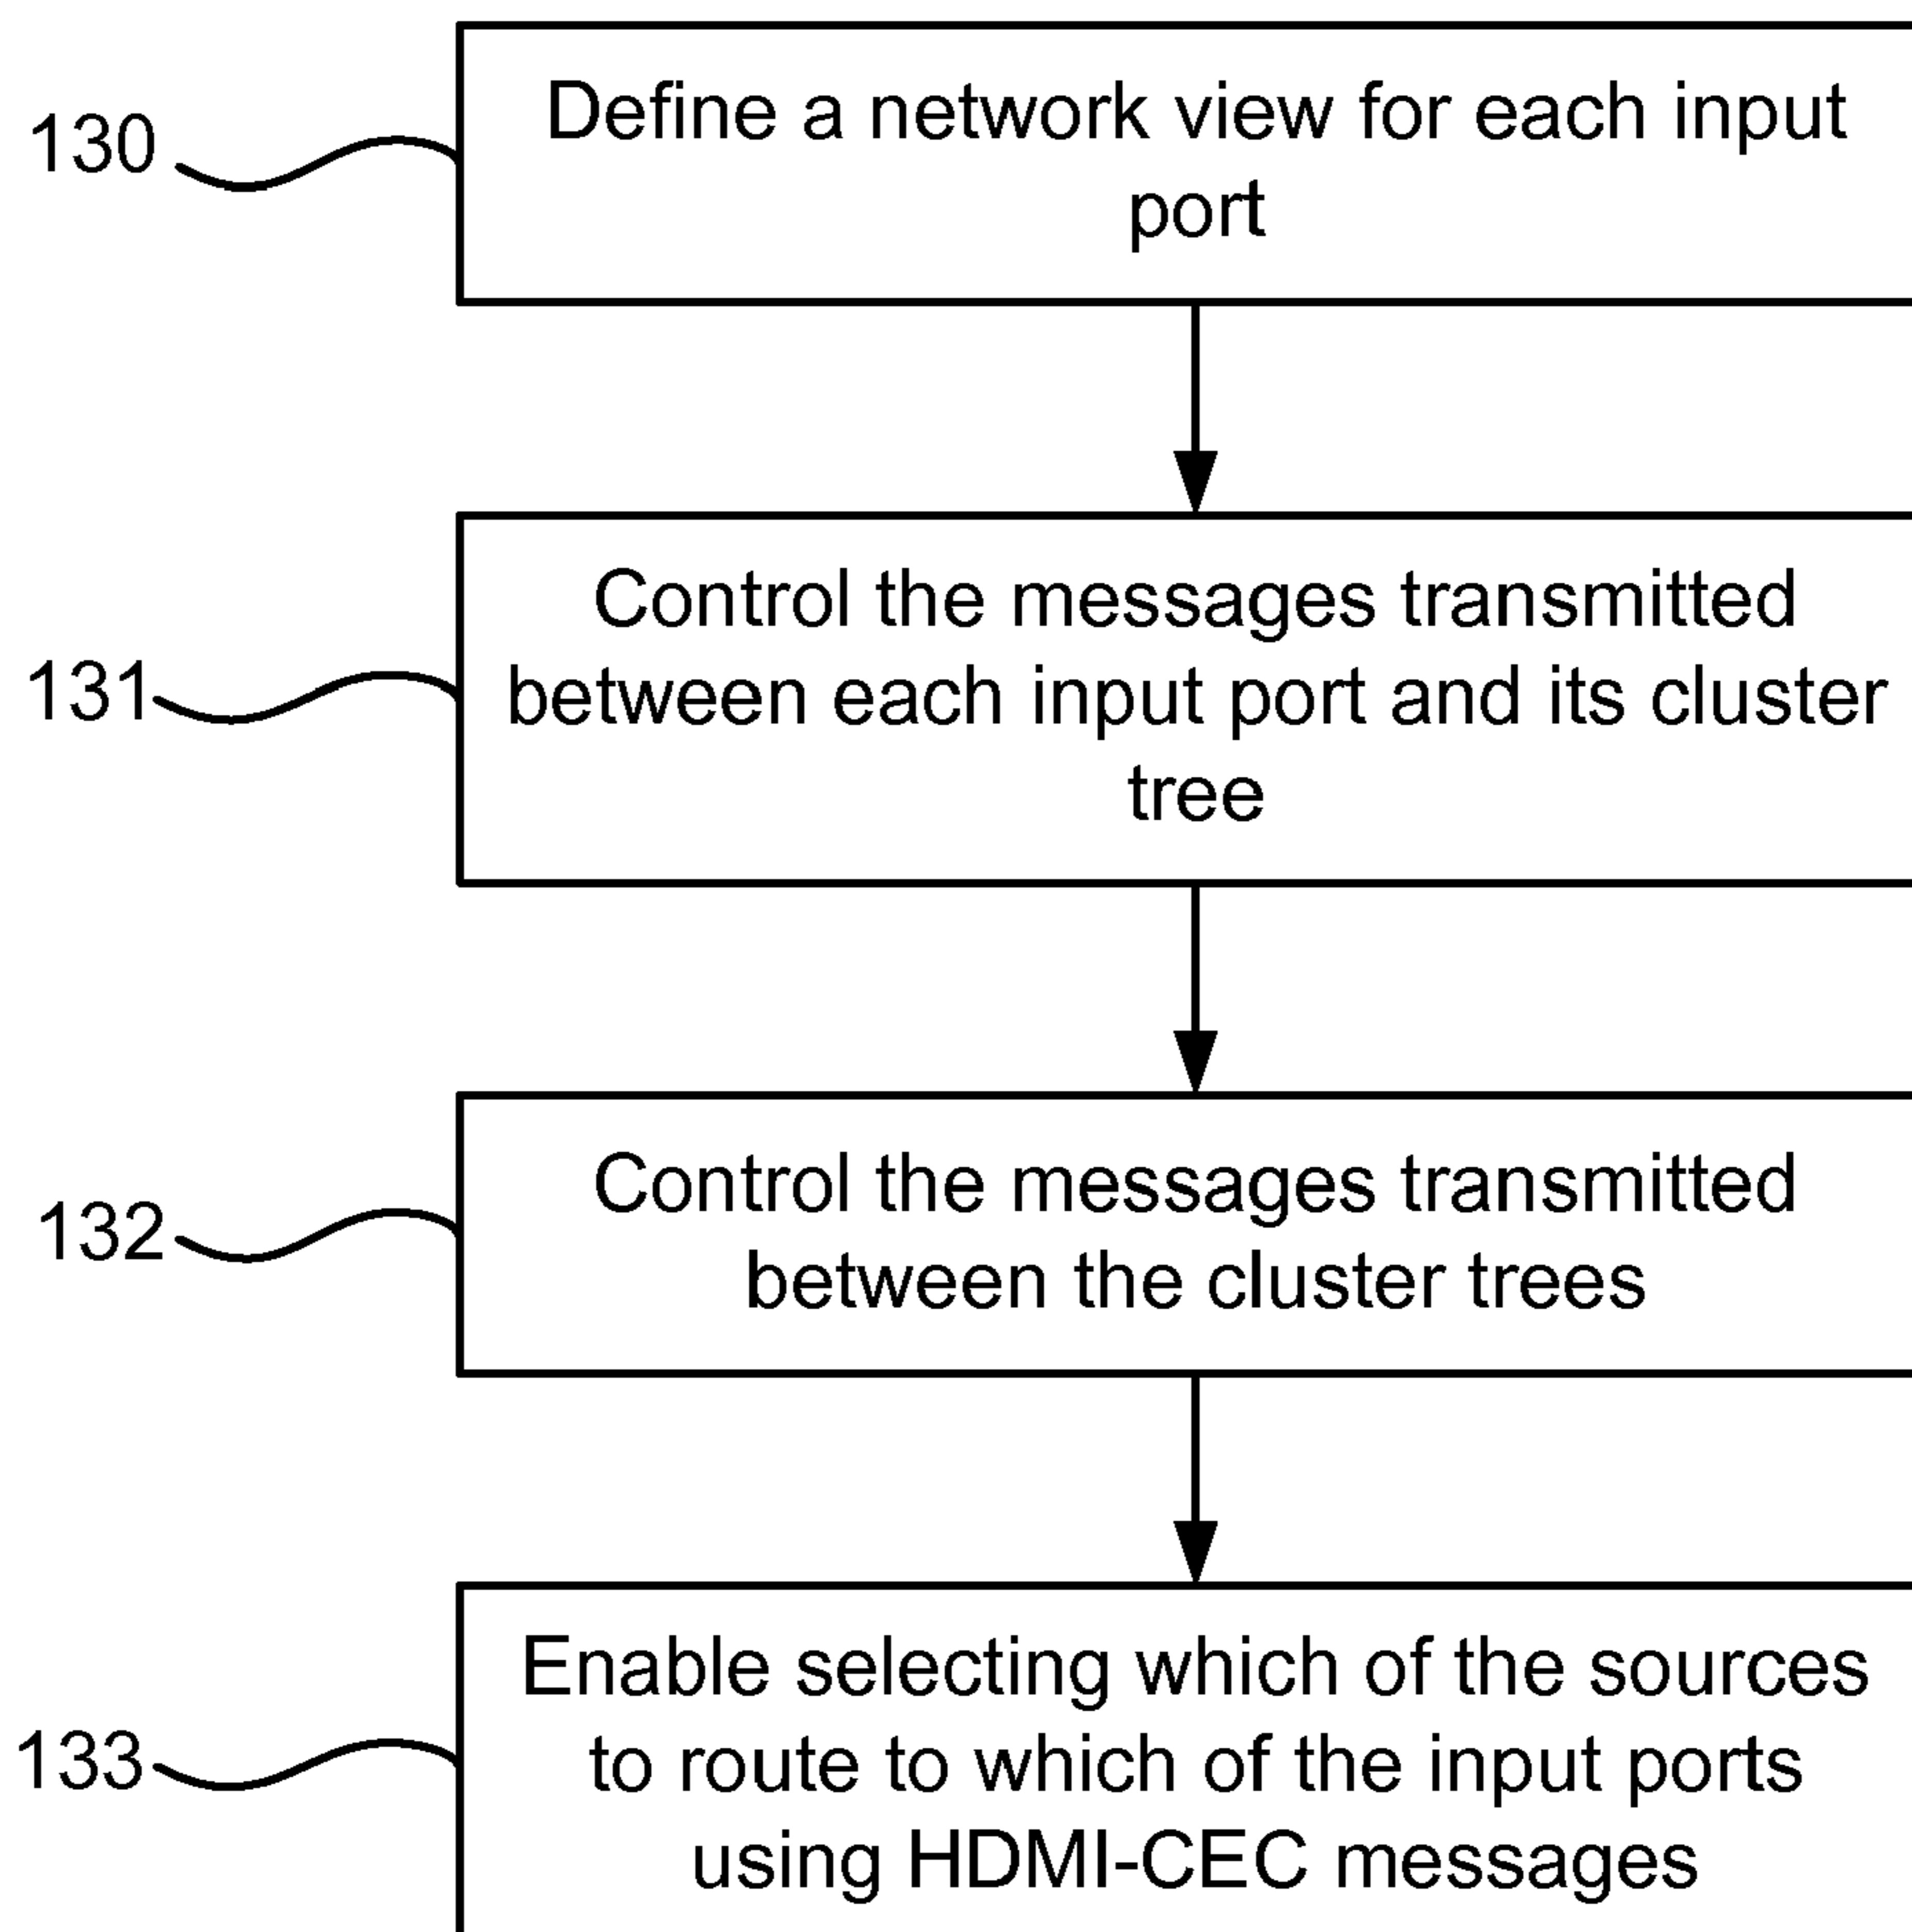 130
Define a network view for each input
port
131
Control the messages transmitted
between each input port and its cluster
tree
132
Control the messages transmitted
between the cluster trees
133
Enable selecting which of the sources
to route to which of the input ports
using HDMI-CEC messages